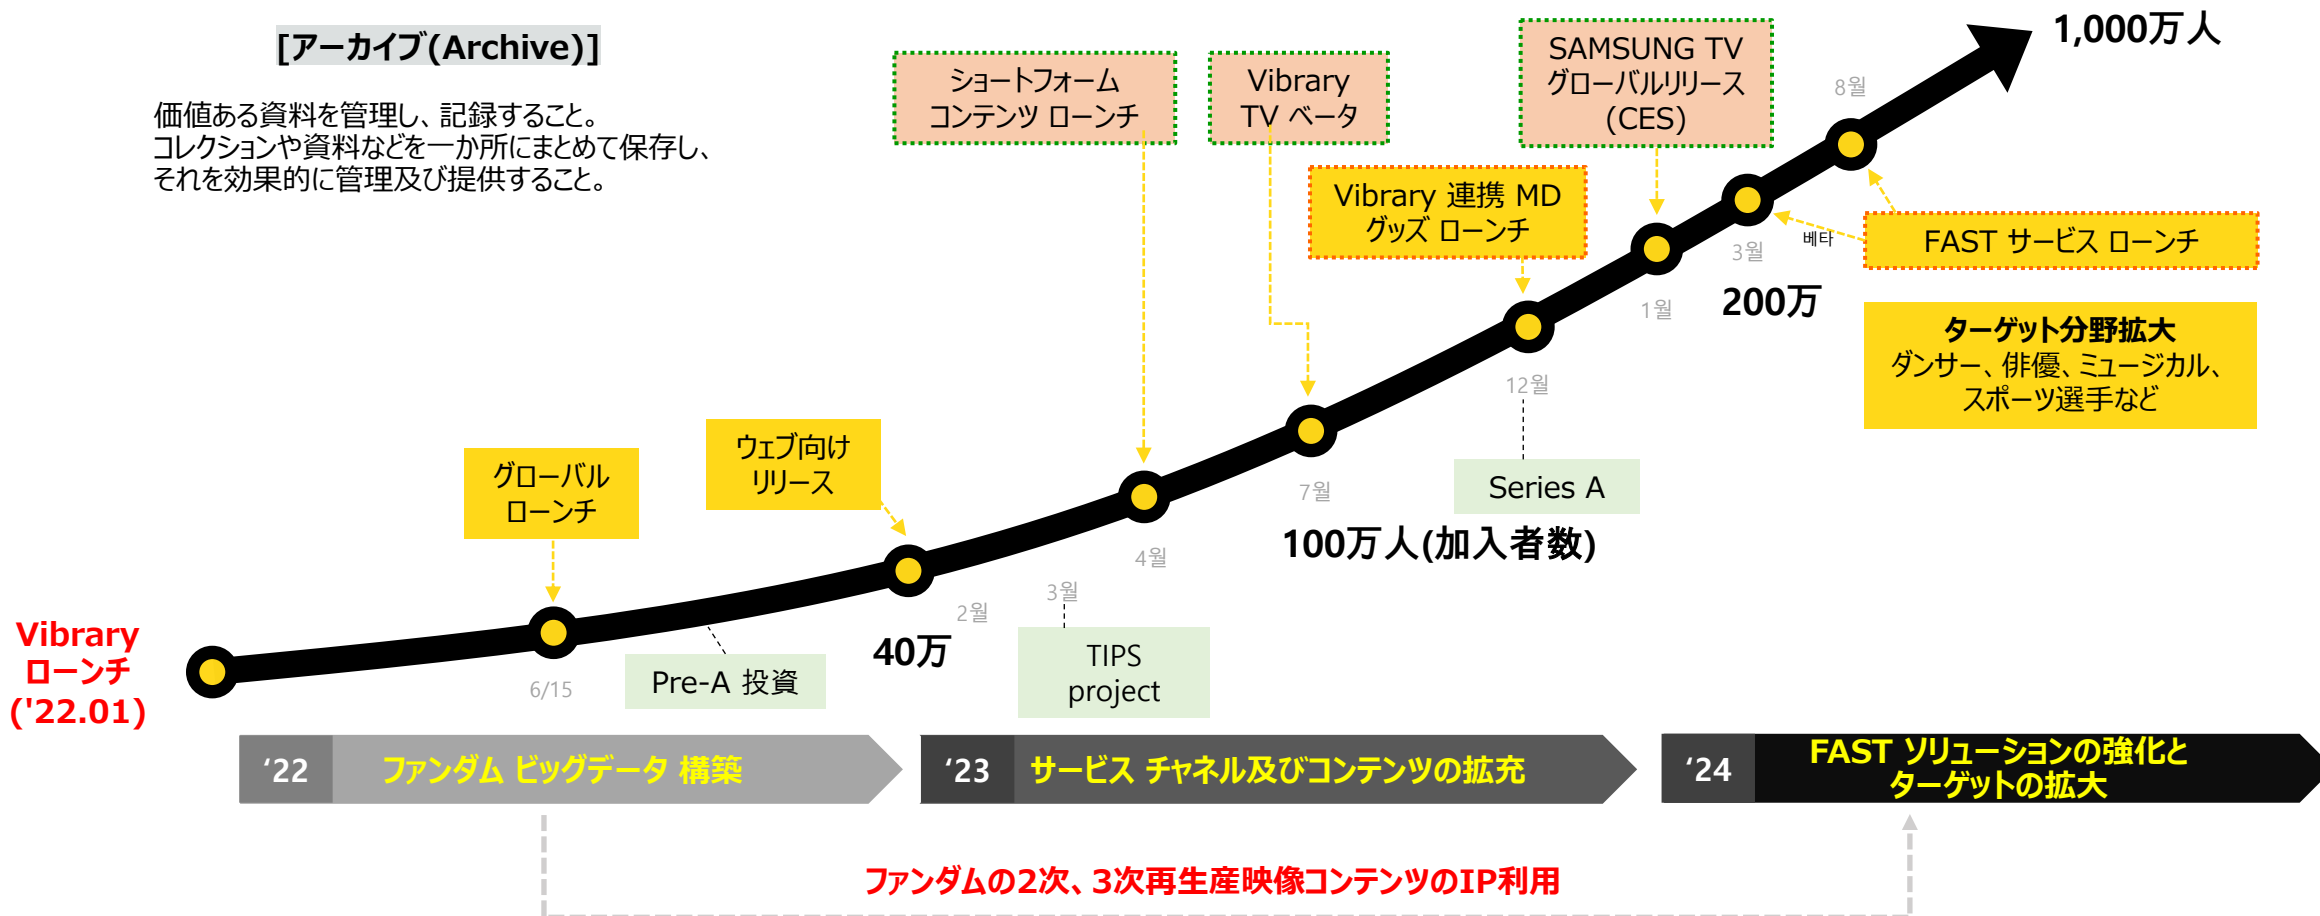 [アーカイブ(Archive)]
価値ある資料を管理し、記録すること。
コレクションや資料などを一か所にまとめて保存し、
それを効果的に管理及び提供すること。
ショートフォーム
コンテンツ ローンチ
Vibrary
TV ベータ
SAMSUNG TV
グローバルリリース
(CES)
1,000万人
8월
Vibrary 連携 MD
グッズ ローンチ
베타
FAST サービス ローンチ
3월
200万
1월
ターゲット分野拡大
ダンサー、俳優、ミュージカル、
スポーツ選手など
12월
Series A
グローバル
ローンチ
ウェブ向け
リリース
7월
100万人(加入者数)
4월
3월
2월
40万
TIPS
project
Vibrary
ローンチ
('22.01)
6/15
Pre-A 投資
‘22
ファンダム ビッグデータ 構築
‘23
サービス チャネル及びコンテンツの拡充
‘24
FAST ソリューションの強化と
ターゲットの拡大
ファンダムの2次、3次再生産映像コンテンツのIP利用